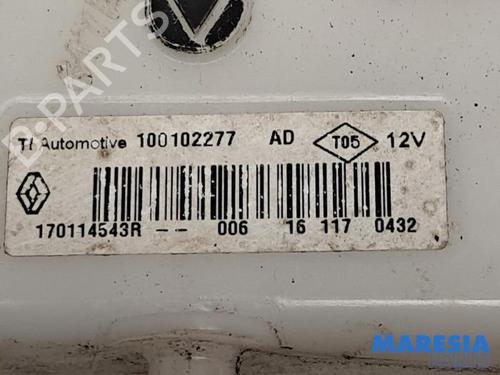 B-PARTS
TI Automotive 100102277 AD T05 12V
170114543R -- 006 16 117 0432
MARESIA